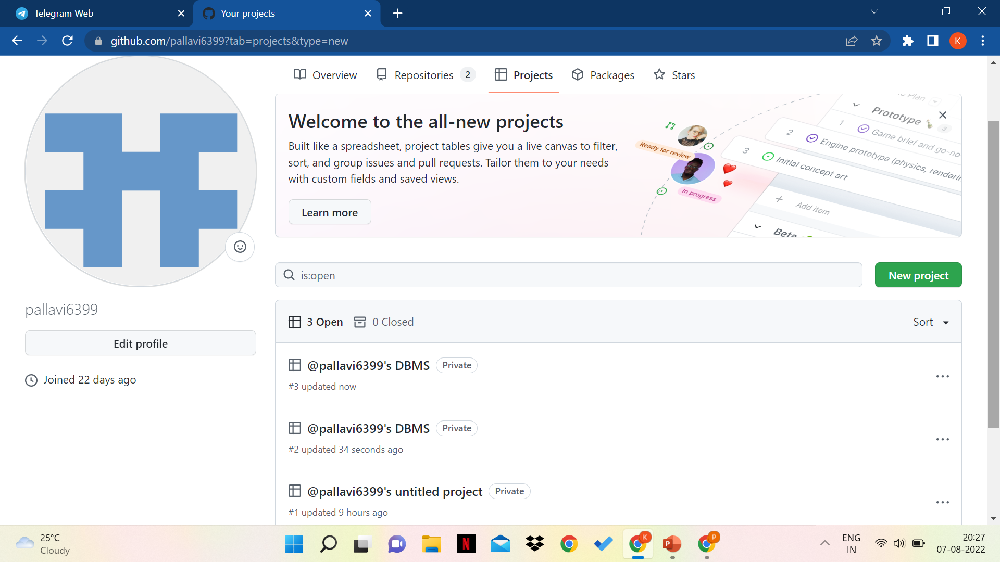 Telegram Web
Your projects
github.com/pallavi6399?tab=projects&type=new
K
Overview
Repositories 2
Projects
Packages
Stars
Welcome to the all-new projects
Built like a spreadsheet, project tables give you a live canvas to filter,
sort, and group issues and pull requests. Tailor them to your needs
with custom fields and saved views.
Learn more
Plan
Prototype 3
1 Game brief and go-no-
2 Engine prototype (physics, renderin
3 Initial concept art
Add item
Beta
Ready for review
In progress
is:open
New project
pallavi6399
Edit profile
Joined 22 days ago
3 Open
0 Closed
Sort
@pallavi6399's DBMS Private
#3 updated now
@pallavi6399's DBMS Private
#2 updated 34 seconds ago
@pallavi6399's untitled project Private
#1 updated 9 hours ago
25°C
Cloudy
N
K
P
P
ENG
IN
20:27
07-08-2022